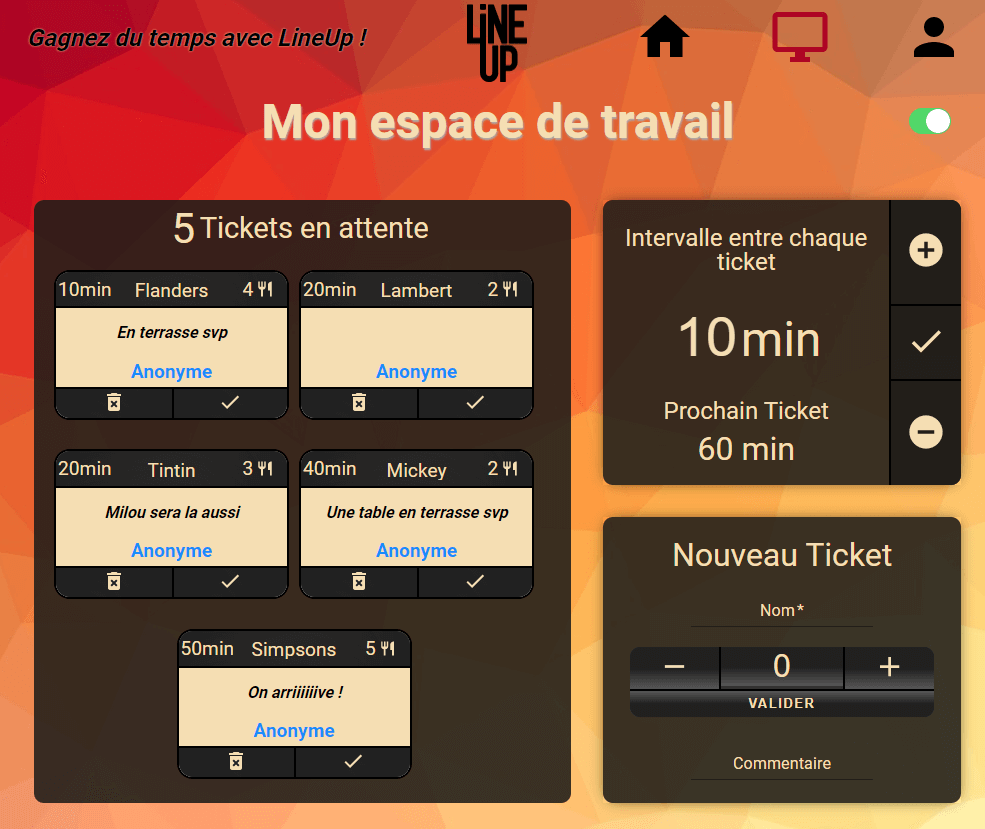 Gagnez du temps avec LineUp !
LiNE
UP
Mon espace de travail
5 Tickets en attente
10min Flanders 4
En terrasse svp
Anonyme
20min Lambert 2
Anonyme
20min Tintin 3
Milou sera la aussi
Anonyme
40min Mickey 2
Une table en terrasse svp
Anonyme
50min Simpsons 5
On arriiiiiive !
Anonyme
Intervalle entre chaque
ticket
10 min
Prochain Ticket
60 min
Nouveau Ticket
Nom*
− 0 +
VALIDER
Commentaire